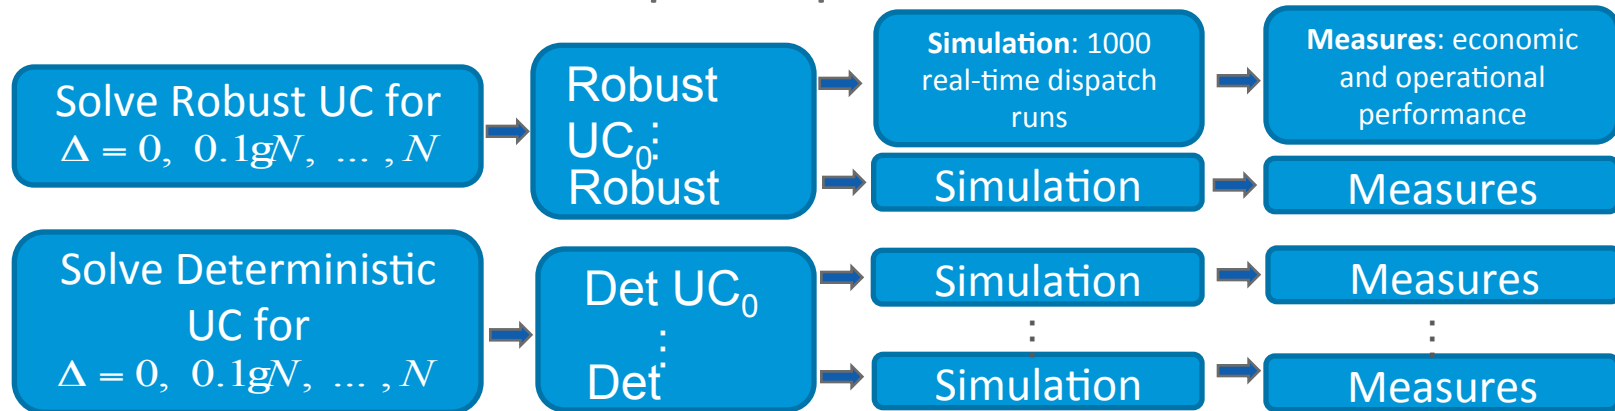 Solve Robust UC for
Δ = 0, 0.1gN, ... , N
Robust
UC₀⋮
Robust
Simulation: 1000
real-time dispatch
runs
Measures: economic
and operational
performance
Simulation
Measures
Solve Deterministic
UC for
Δ = 0, 0.1gN, ... , N
Det UC₀
⋮
Det
Simulation
Measures
⋮
⋮
Simulation
Measures